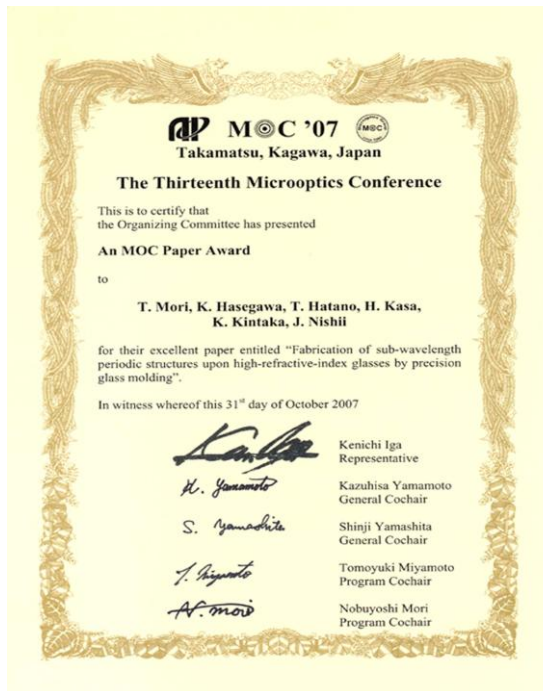 MOC '07
MOC
Takamatsu, Kagawa, Japan
The Thirteenth Microoptics Conference
This is to certify that
the Organizing Committee has presented
An MOC Paper Award
to
T. Mori, K. Hasegawa, T. Hatano, H. Kasa,
K. Kintaka, J. Nishii
for their excellent paper entitled “Fabrication of sub-wavelength
periodic structures upon high-refractive-index glasses by precision
glass molding”.
In witness whereof this 31st day of October 2007
Kenichi Iga
Representative
K. Yamamoto
Kazuhisa Yamamoto
General Cochair
S. Yamashita
Shinji Yamashita
General Cochair
T. Miyamoto
Tomoyuki Miyamoto
Program Cochair
N. Mori
Nobuyoshi Mori
Program Cochair